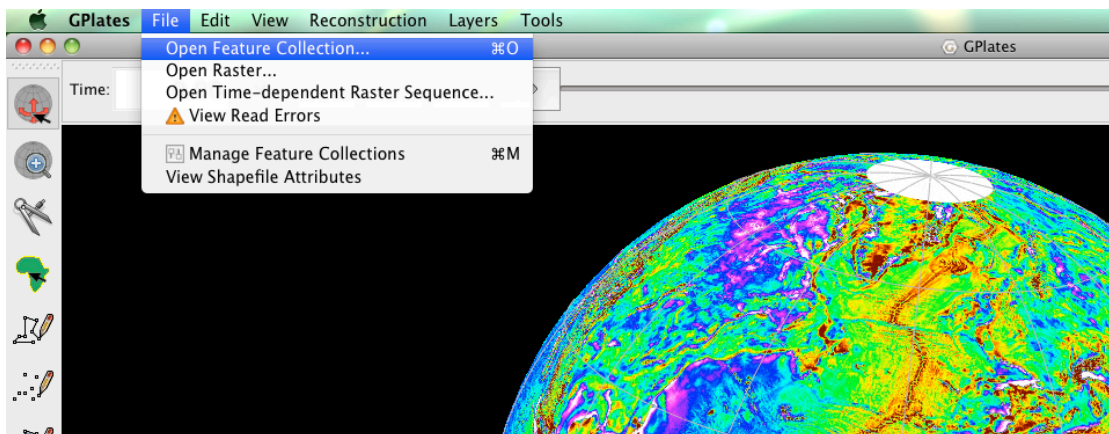 GPlates File Edit View Reconstruction Layers Tools
Open Feature Collection... ⌘O
GPlates
Open Raster...
Time:
Open Time-dependent Raster Sequence...
View Read Errors
Manage Feature Collections ⌘M
View Shapefile Attributes